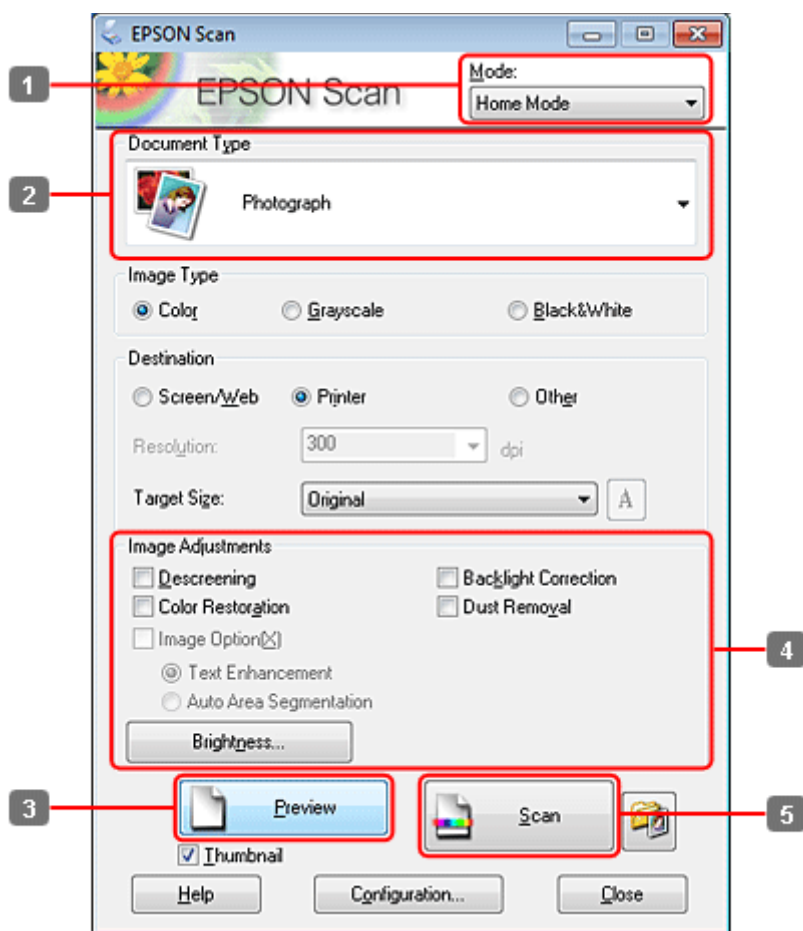 EPSON Scan
EPSON Scan
Mode:
1
Home Mode
Document Type
2
Photograph
Image Type
Color Grayscale Black&White
Destination
Screen/Web Printer Other
Resolution: 300 dpi
Target Size: Original A
Image Adjustments
Descreening Backlight Correction
Color Restoration Dust Removal
Image Option(X)
4
Text Enhancement
Auto Area Segmentation
Brightness...
3 Preview Scan 5
Thumbnail
Help Configuration... Close